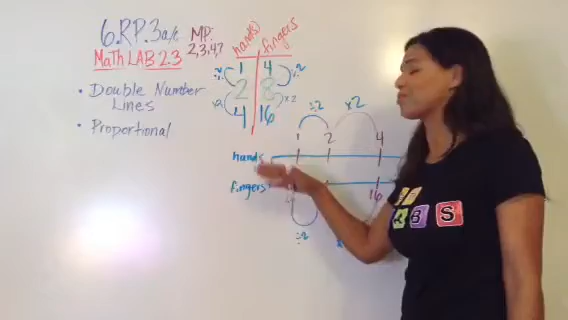 6.RP.3a/c MP:
2,3,4,7
Math LAB 2.3
• Double Number
Lines
• Proportional
hands fingers
1 4
÷2 ÷2
2 8
x2 x2
4 16
÷2 x2
1 2 4
hands
fingers
16
÷2
B S